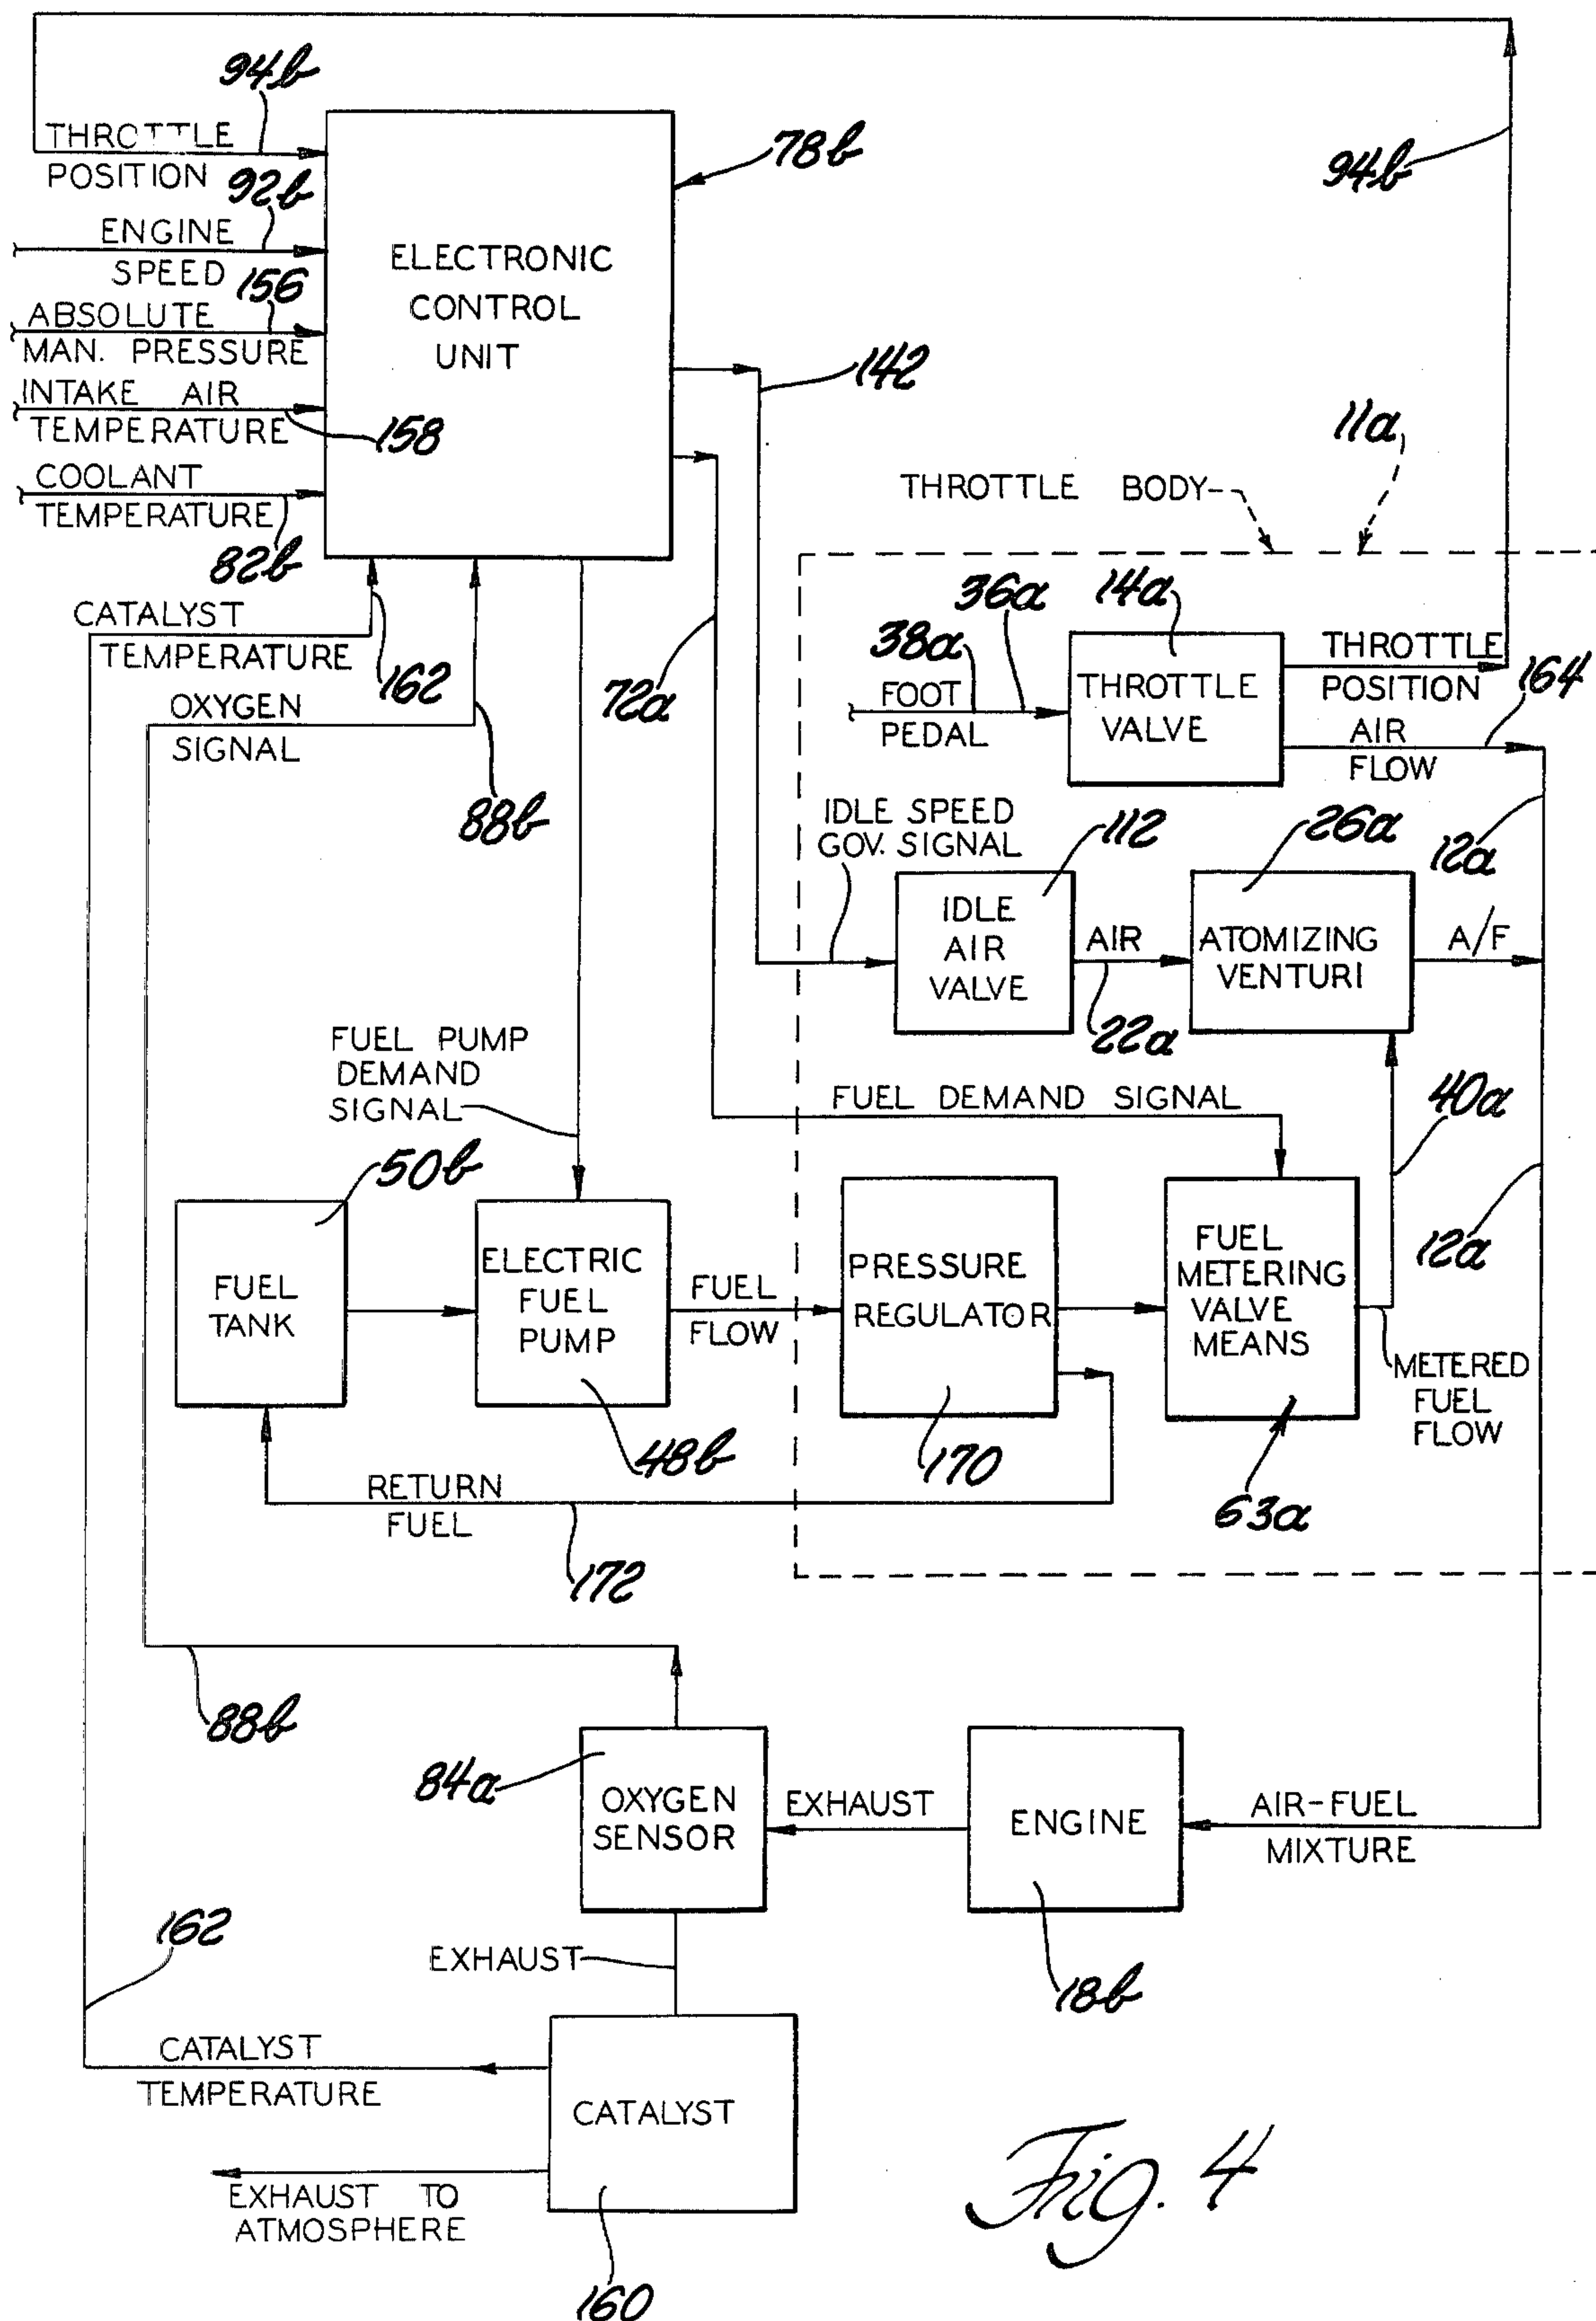 94b
THROTTLE
POSITION
92b
ENGINE
SPEED
156
ABSOLUTE
MAN. PRESSURE
INTAKE AIR
TEMPERATURE
158
COOLANT
TEMPERATURE
82b
ELECTRONIC
CONTROL
UNIT
78b
94b
142
11a
THROTTLE BODY
CATALYST
TEMPERATURE
162
OXYGEN
SIGNAL
88b
72a
38a
36a
14a
FOOT
PEDAL
THROTTLE
VALVE
THROTTLE
POSITION
164
AIR
FLOW
12a
IDLE SPEED
GOV. SIGNAL
112
26a
IDLE
AIR
VALVE
AIR
22a
ATOMIZING
VENTURI
A/F
FUEL PUMP
DEMAND
SIGNAL
FUEL DEMAND SIGNAL
40a
12a
50b
FUEL
TANK
ELECTRIC
FUEL
PUMP
48b
FUEL
FLOW
PRESSURE
REGULATOR
170
FUEL
METERING
VALVE
MEANS
63a
METERED
FUEL
FLOW
RETURN
FUEL
172
88b
84a
OXYGEN
SENSOR
EXHAUST
ENGINE
18b
AIR-FUEL
MIXTURE
162
EXHAUST
CATALYST
TEMPERATURE
CATALYST
160
EXHAUST TO
ATMOSPHERE
Fig. 4